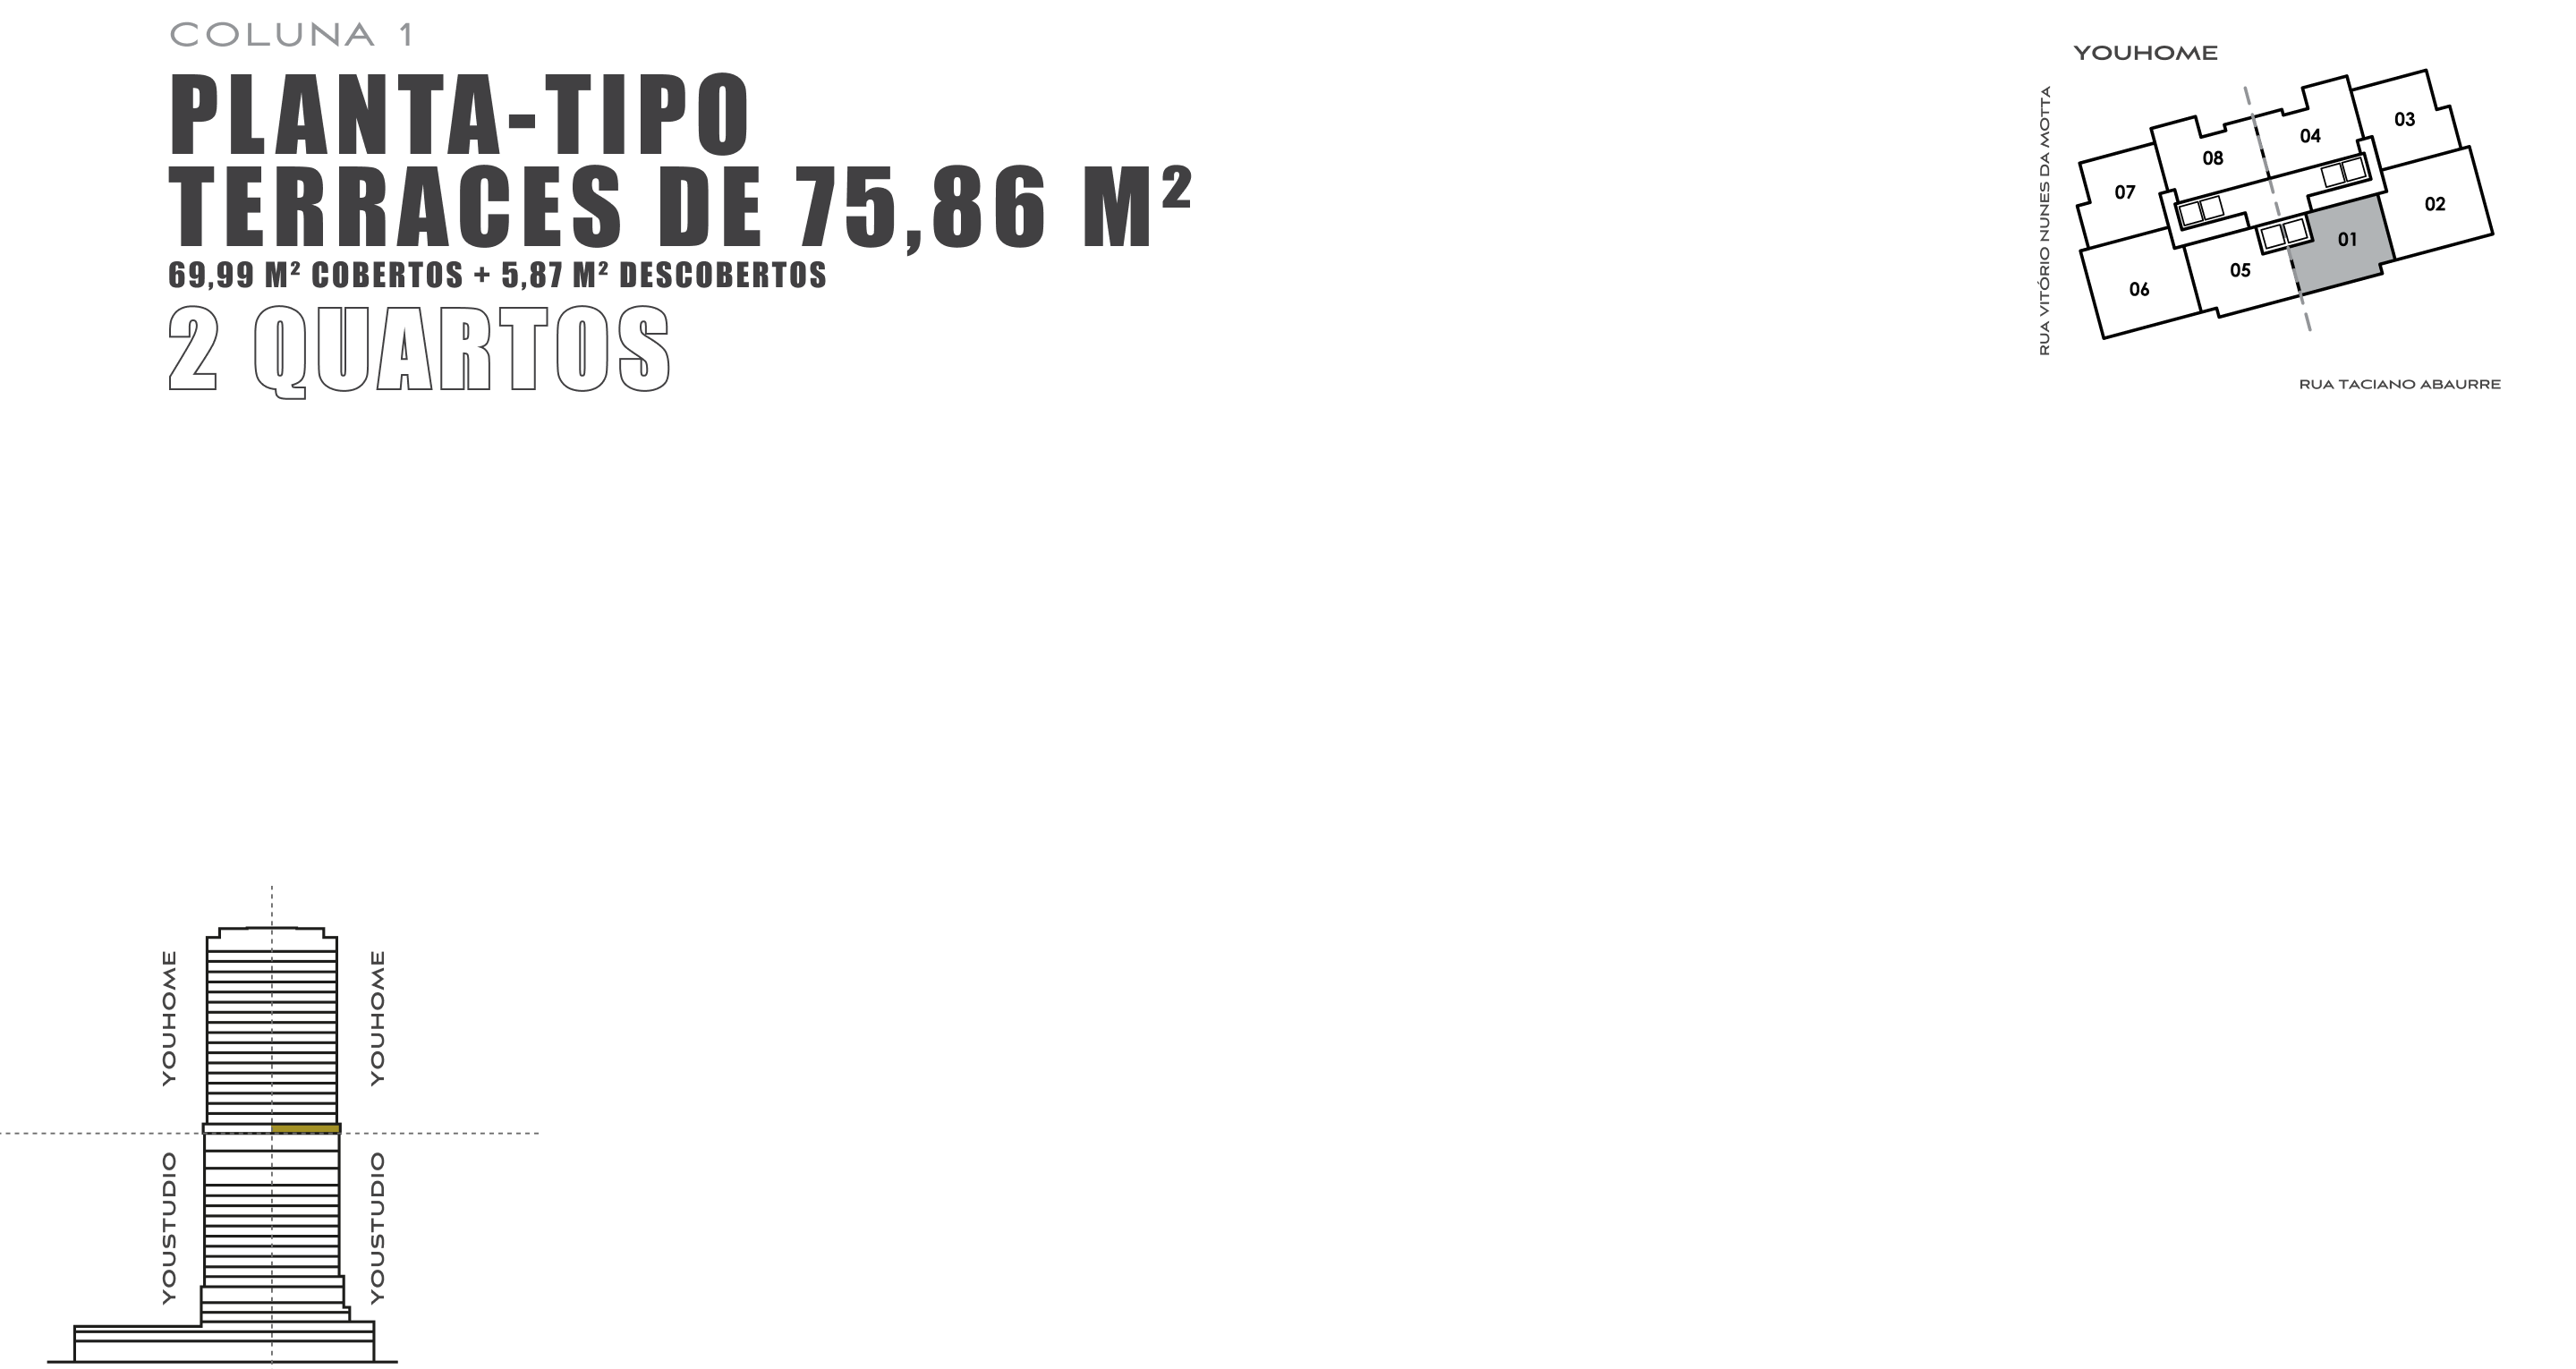 COLUNA 1
PLANTA-TIPO
TERRACES DE 75,86 M²
69,99 M² COBERTOS + 5,87 M² DESCOBERTOS
2 QUARTOS
YOUHOME
RUA VITÓRIO NUNES DA MOTTA
03
04
08
07
02
01
05
06
RUA TACIANO ABAURRE
YOUHOME
YOUHOME
YOUSTUDIO
YOUSTUDIO